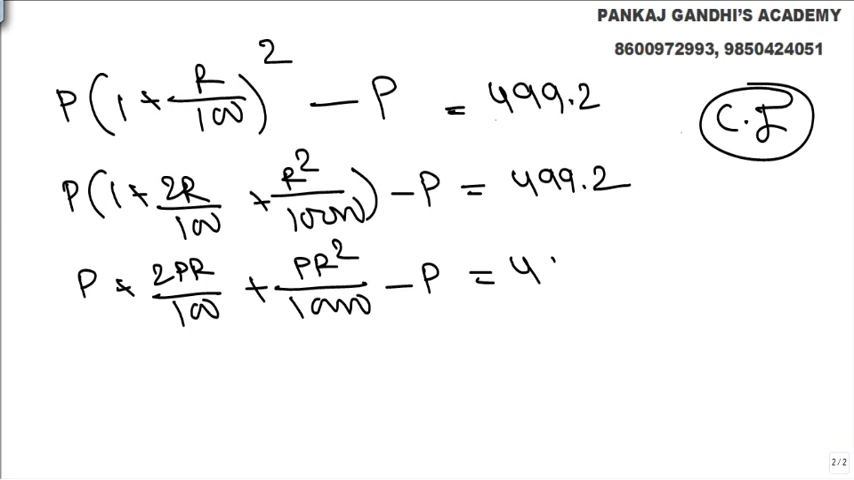 PANKAJ GANDHI'S ACADEMY
8600972993, 9850424051
P(1 + R/100)² - P = 499.2
C.I
P(1 + 2R/100 + R²/10000) - P = 499.2
P + 2PR/100 + PR²/10000 - P = 4
2/2